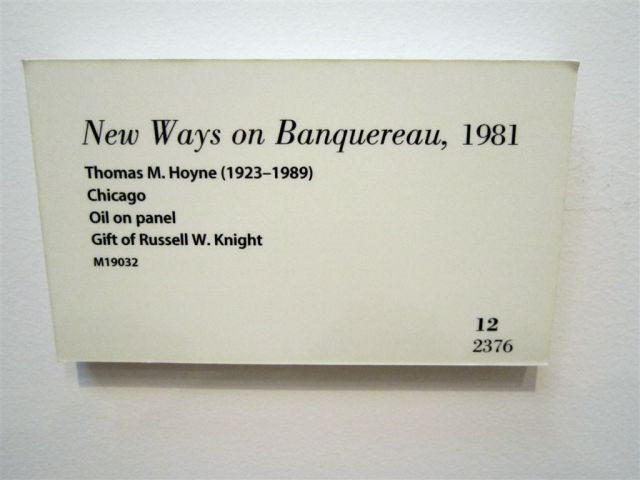 New Ways on Banquereau, 1981
Thomas M. Hoyne (1923–1989)
Chicago
Oil on panel
Gift of Russell W. Knight
M19032
12
2376